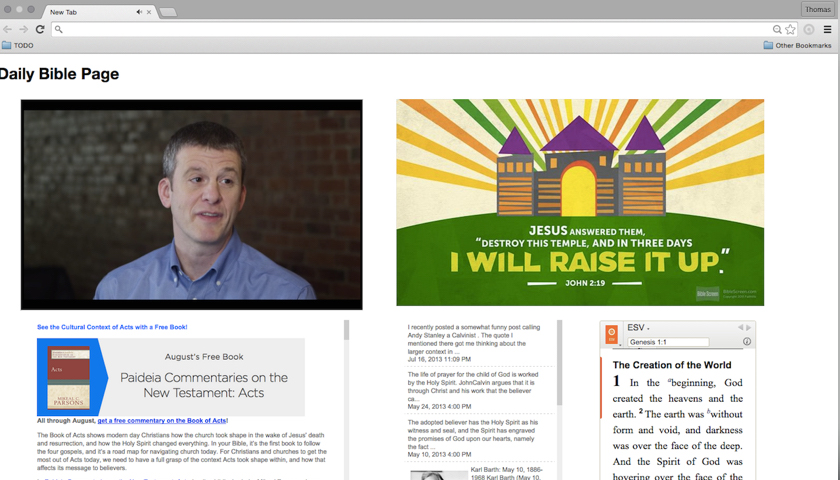 New Tab
Thomas
TODO
Other Bookmarks
Daily Bible Page
JESUS ANSWERED THEM,
"DESTROY THIS TEMPLE, AND IN THREE DAYS
I WILL RAISE IT UP."
JOHN 2:19
See the Cultural Context of Acts with a Free Book!
Acts
PARSONS
August's Free Book
Paideia Commentaries on the
New Testament: Acts
All through August, get a free commentary on the Book of Acts!
The Book of Acts shows modern day Christians how the church took shape in the wake of Jesus' death
and resurrection, and how the Holy Spirit changed everything. In your Bible, it's the first book to follow
the four gospels, and it's a road map for navigating church today. For Christians and churches to get the
most out of Acts today, we need to have a full grasp of the context Acts took shape within, and how that
affects its message to believers.
I recently posted a somewhat funny post calling
Andy Stanley a Calvinist . The quote I
mentioned there got me thinking about the
larger context in ...
Jul 16, 2013 11:09 PM
The life of prayer for the child of God is worked
by the Holy Spirit. JohnCalvin argues that it is
through Christ and his work that the believer
ca...
May 24, 2013 4:00 PM
The adopted believer has the Holy Spirit as his
witness and seal, and the Spirit has engraved
the promises of God upon our hearts, namely
the fact ...
May 10, 2013 4:00 PM
Karl Barth: May 10, 1886-
1968 Karl Barth (May 10,
ESV
Genesis 1:1
The Creation of the World
1 In the a beginning, God
created the heavens and the
earth. 2 The earth was b without
form and void, and darkness
was over the face of the deep.
And the Spirit of God was
hovering over the face of the